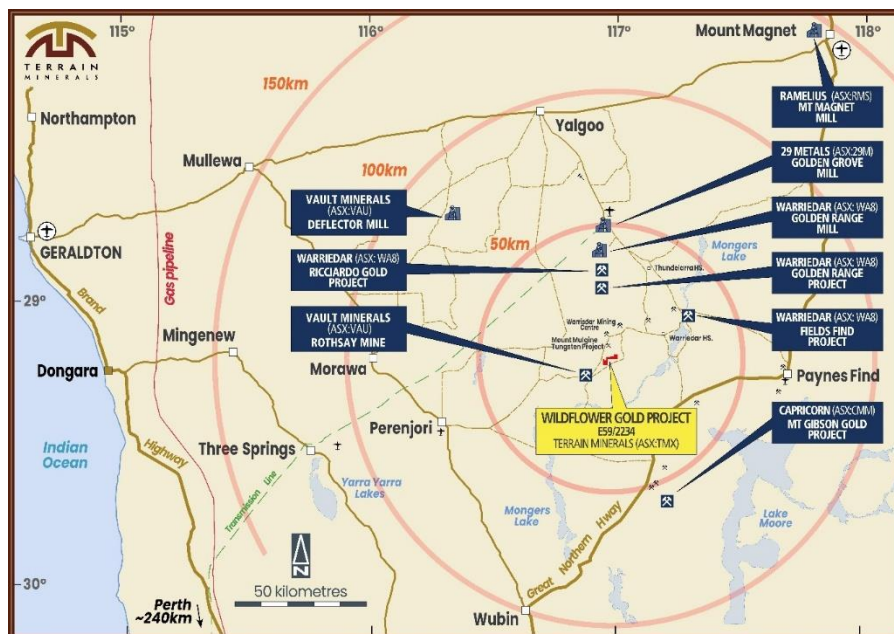 115°
116°
117°
118°
TERRAIN
MINERALS
150km
Mount Magnet
RAMELIUS (ASX:RMS)
MT MAGNET
MILL
Northampton
Yalgoo
Mullewa
100km
29 METALS (ASX:29M)
GOLDEN GROVE
MILL
VAULT MINERALS
(ASX:VAU)
DEFLECTOR MILL
WARRIEDAR (ASX: WA8)
GOLDEN RANGE
MILL
GERALDTON
50km
Mongers
Lake
WARRIEDAR (ASX: WA8)
RICCIARDO GOLD
PROJECT
Thundelarra HS.
WARRIEDAR (ASX: WA8)
GOLDEN RANGE
PROJECT
Gas pipeline
29°
Brand
Highway
Mingenew
VAULT MINERALS
(ASX:VAU)
ROTHSAY MINE
Warriedar Mining
Centre
Mount Mulgine
Tungsten Project
Warriedar HS.
WARRIEDAR (ASX: WA8)
FIELDS FIND
PROJECT
Dongara
Morawa
Paynes Find
WILDFLOWER GOLD PROJECT
E59/2234
TERRAIN MINERALS (ASX:TMX)
CAPRICORN (ASX:CMM)
MT GIBSON GOLD
PROJECT
Perenjori
Indian
Ocean
Three Springs
Transmission Line
Yarra Yarra
Lakes
Mongers
Lake
Great Northern Hway
Lake
Moore
30°
50 kilometres
Perth
~240km
Wubin